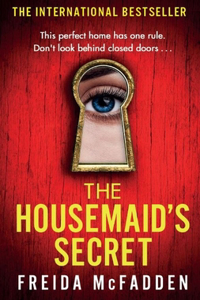 THE INTERNATIONAL BESTSELLER
This perfect home has one rule.
Don't look behind closed doors . . .
THE
HOUSEMAID'S
SECRET
FREIDA McFADDEN